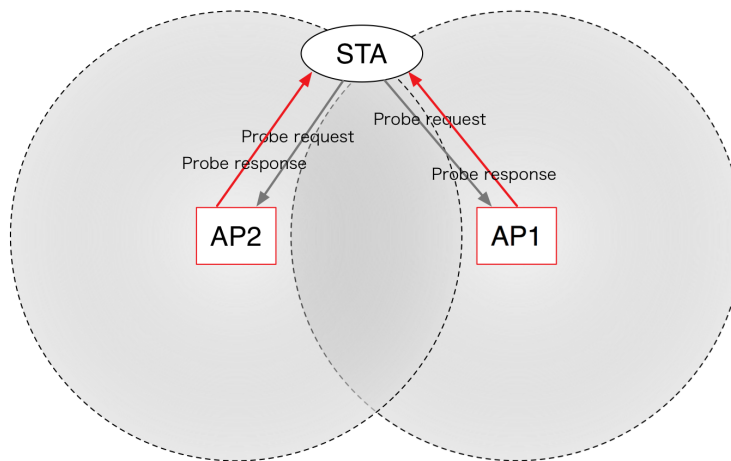 STA
Probe request
Probe request
Probe response
Probe response
AP2
AP1